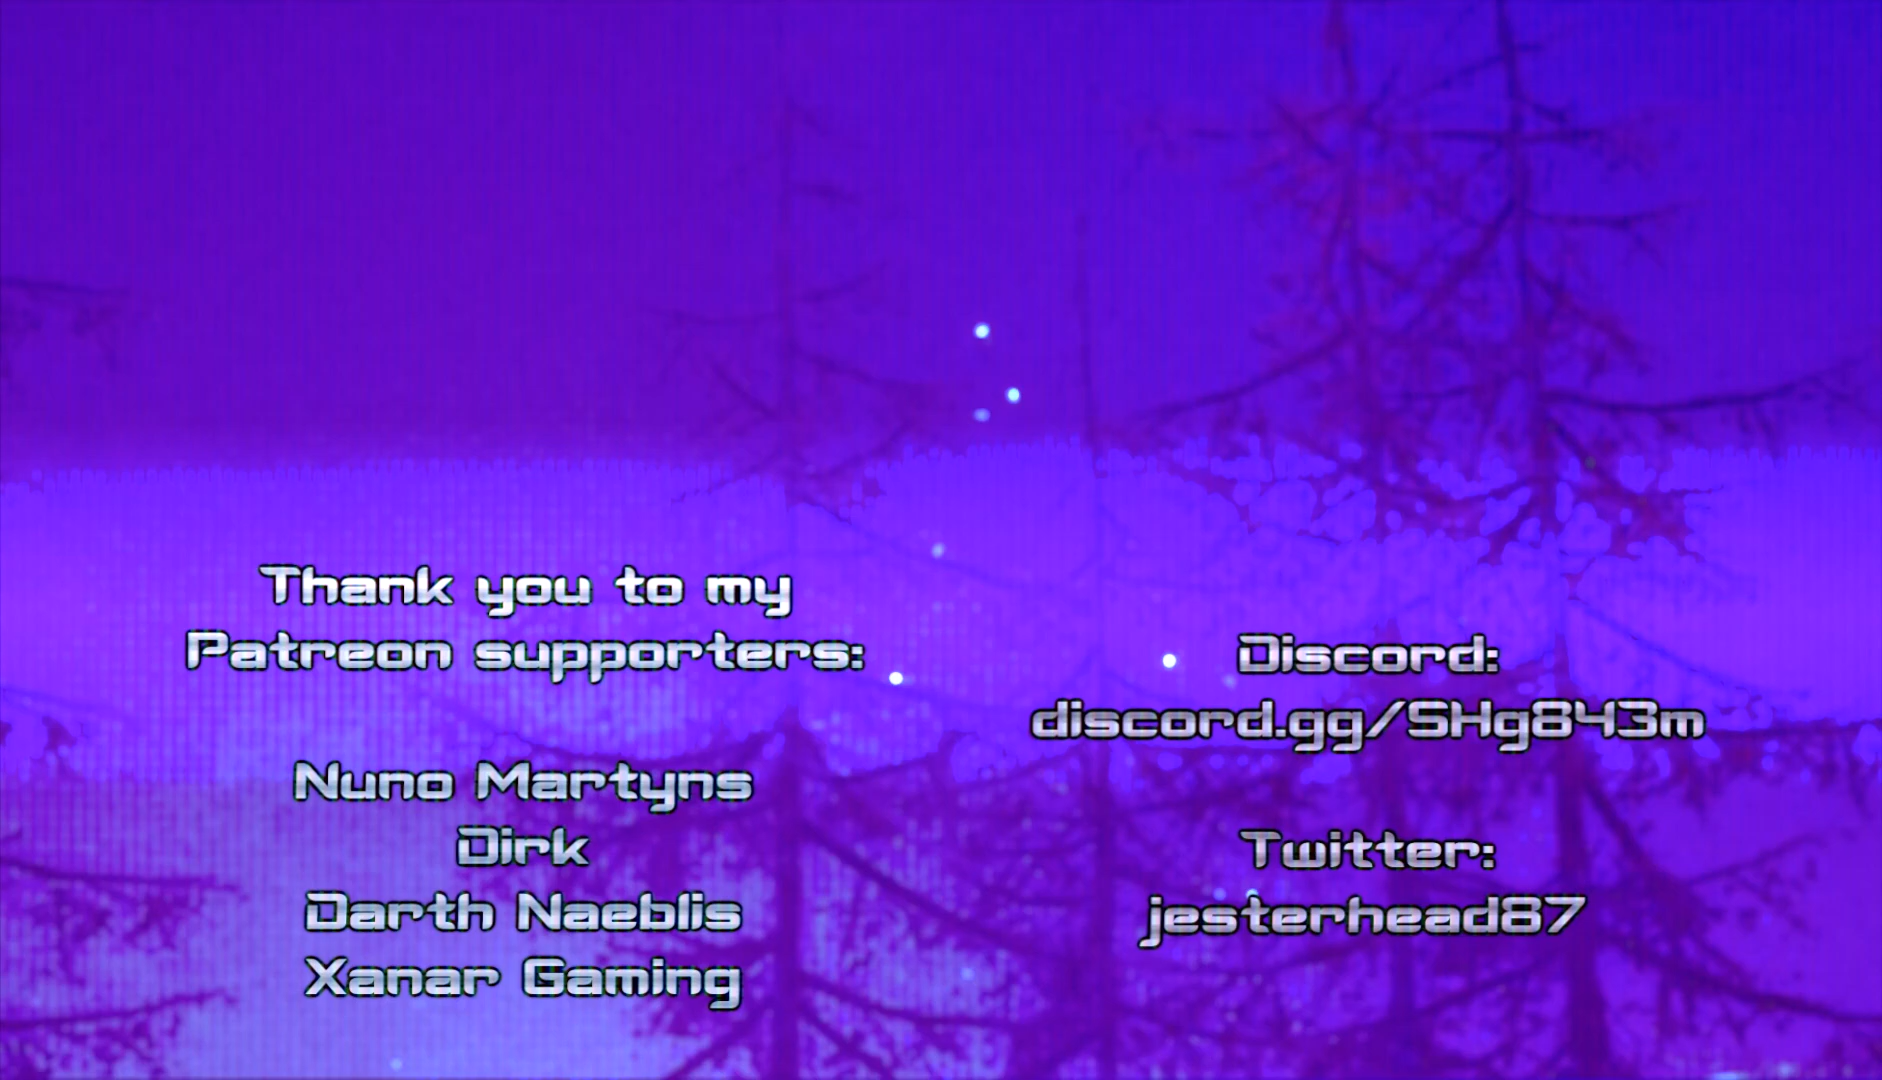 Thank you to my
Patreon supporters:
Nuno Martyns
Dirk
Darth Naeblis
Xanar Gaming
Discord:
discord.gg/SHg843m
Twitter:
jesterhead87